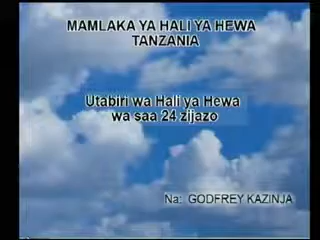 MAMLAKA YA HALI YA HEWA
TANZANIA
Utabiri wa Hali ya Hewa
wa saa 24 zijazo
Na: GODFREY KAZINJA